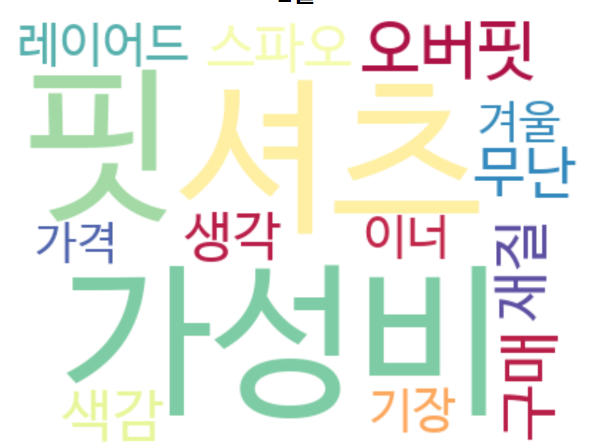 레이어드 스파오 오버핏
핏 셔츠 겨울
무난
가격 생각 이너 재질
가성비 구매
색감 기장